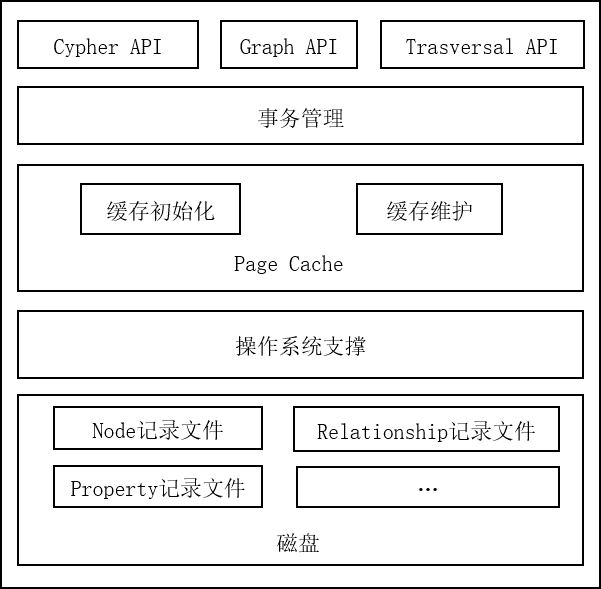 Cypher API
Graph API
Trasversal API
事务管理
缓存初始化
缓存维护
Page Cache
操作系统支撑
Node记录文件
Relationship记录文件
Property记录文件
...
磁盘